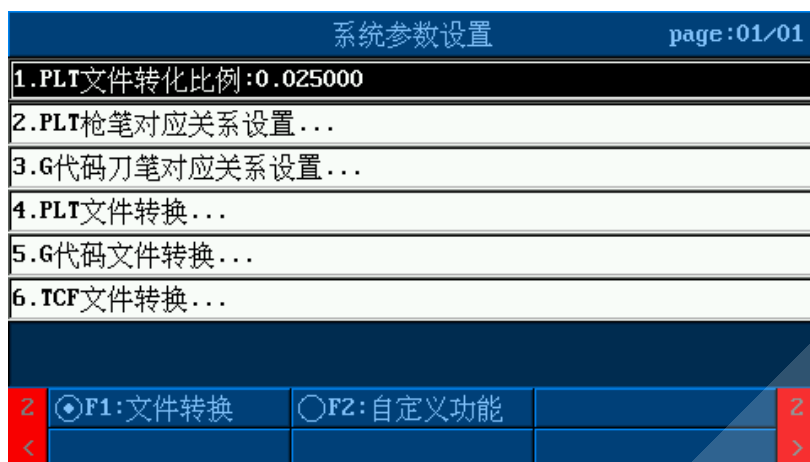 系统参数设置 page:01/01
1.PLT文件转化比例:0.025000
2.PLT枪笔对应关系设置...
3.G代码刀笔对应关系设置...
4.PLT文件转换...
5.G代码文件转换...
6.TCF文件转换...
2 F1:文件转换 F2:自定义功能 2
< >